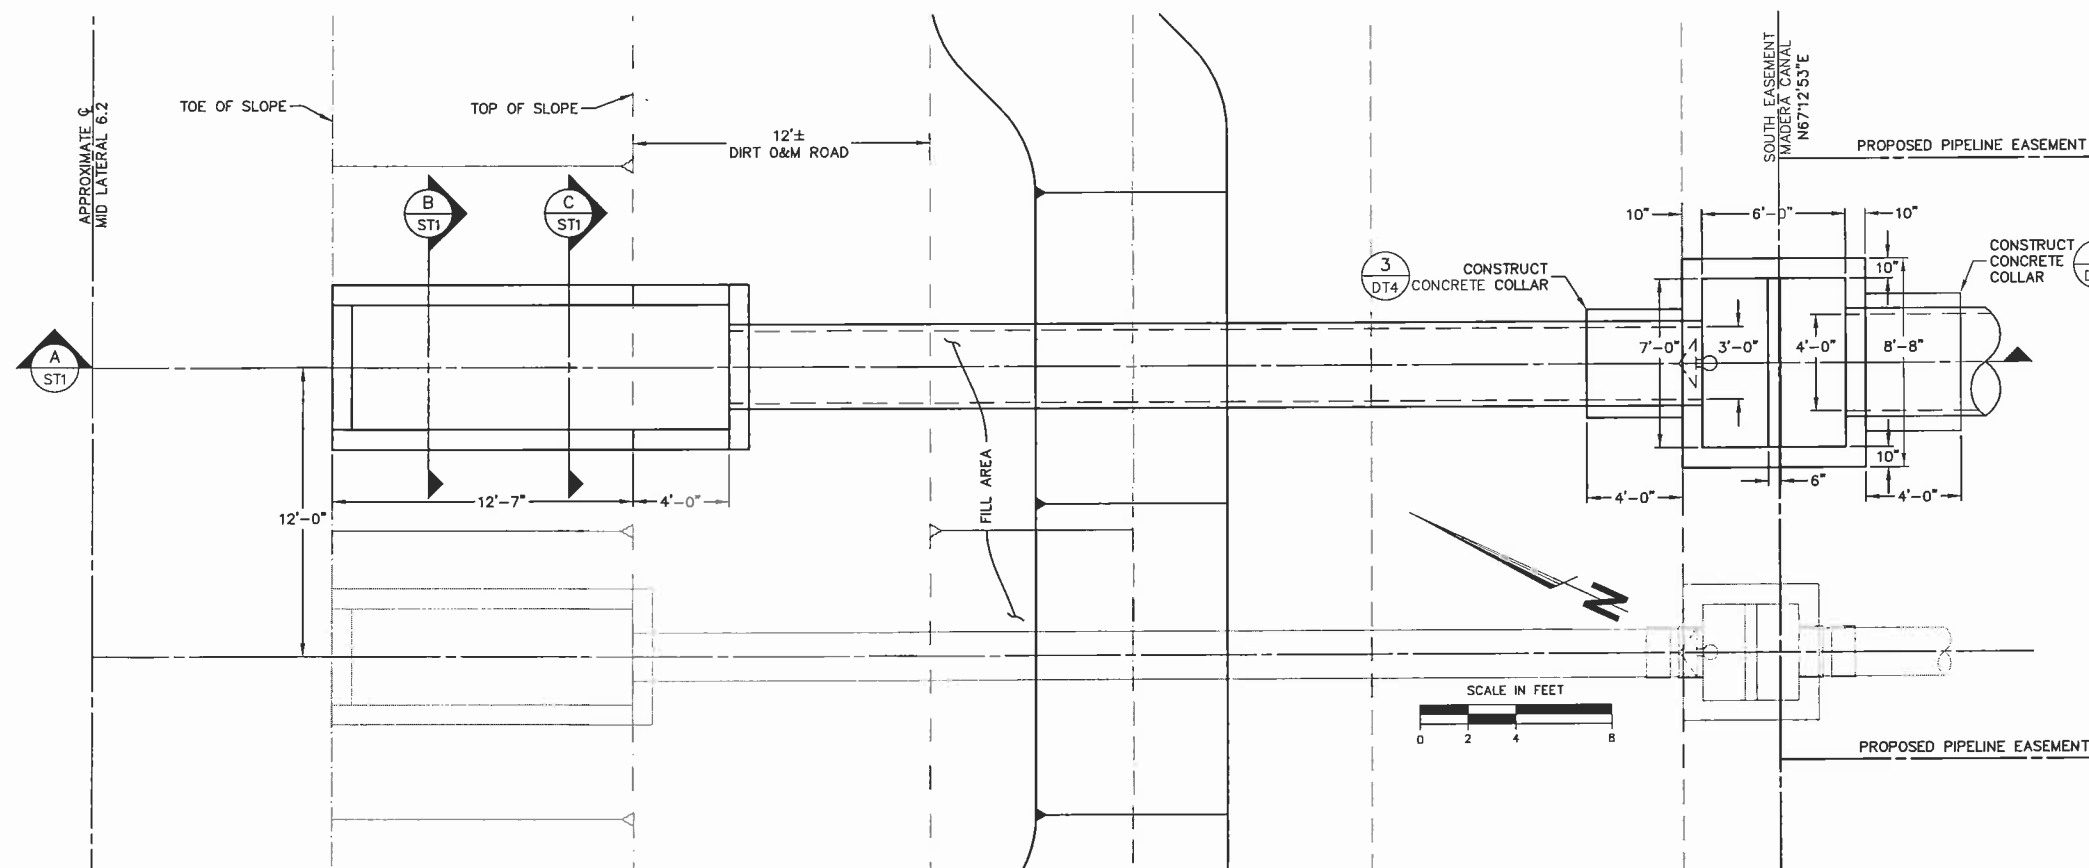 APPROXIMATE ℄
MID LATERAL 6.2
TOE OF SLOPE
TOP OF SLOPE
12'±
DIRT O&M ROAD
SOUTH EASEMENT
MADERA CANAL
N67°12'53"E
PROPOSED PIPELINE EASEMENT
B
ST1
C
ST1
10"
6'-0"
10"
3
DT4
CONSTRUCT
CONCRETE COLLAR
CONSTRUCT
CONCRETE
COLLAR
D
10"
A
ST1
7'-0"
3'-0"
4'-0"
8'-8"
FILL AREA
10"
12'-7"
4'-0"
4'-0"
6"
4'-0"
12'-0"
N
SCALE IN FEET
0 2 4 8
PROPOSED PIPELINE EASEMENT